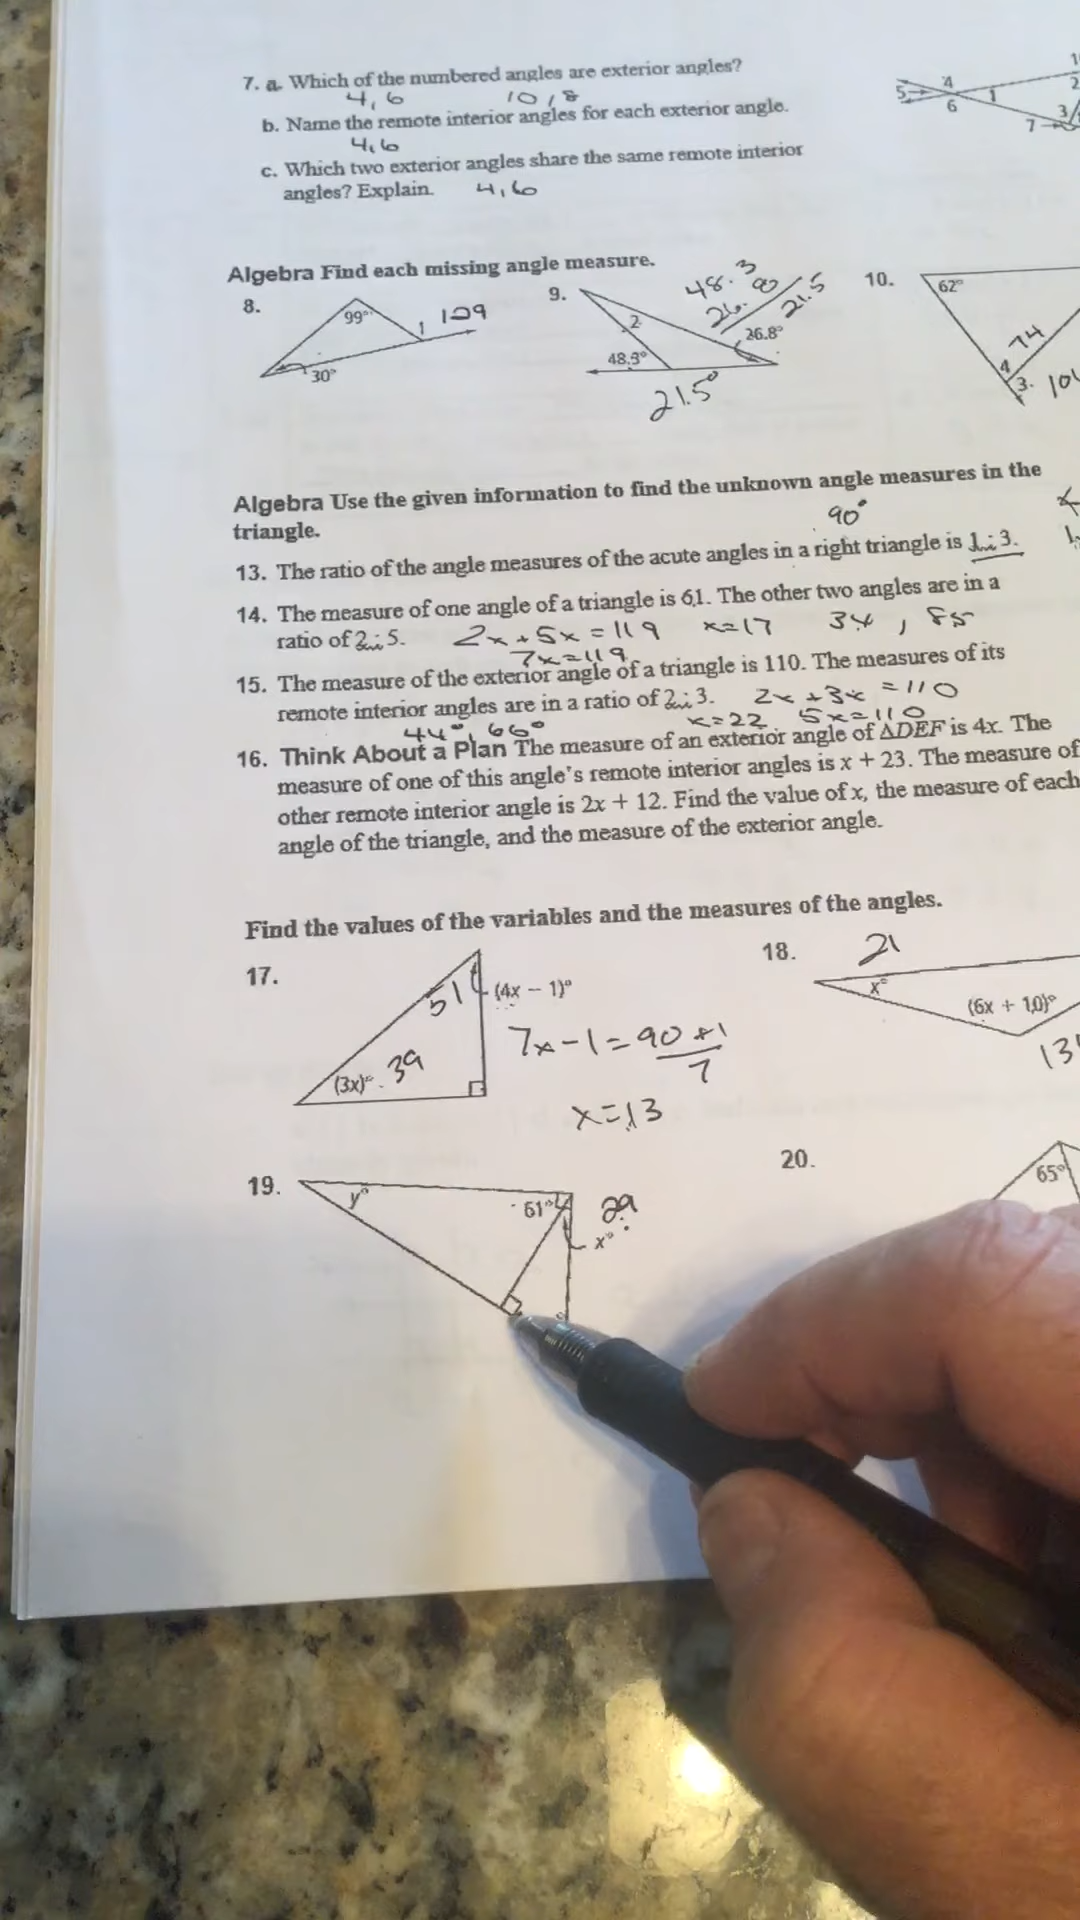 7. a. Which of the numbered angles are exterior angles?
4,6 10,8
b. Name the remote interior angles for each exterior angle.
4,6
c. Which two exterior angles share the same remote interior
angles? Explain. 4,6
5 4 1 2
6 3
7
Algebra Find each missing angle measure.
8. 99° 1 129
30°
9. 2 26.8°
48.3°
48.3
26.8
21.5
21.5°
10. 62°
4 74
3.
Algebra Use the given information to find the unknown angle measures in the
triangle.
90°
13. The ratio of the angle measures of the acute angles in a right triangle is 1 : 3.
14. The measure of one angle of a triangle is 61. The other two angles are in a
ratio of 2 : 5. 2x + 5x = 119 x=17 34 , 85
7x=119
15. The measure of the exterior angle of a triangle is 110. The measures of its
remote interior angles are in a ratio of 2 : 3. 2x + 3x = 110
x=22 5x=110
44°, 66°
16. Think About a Plan The measure of an exterior angle of ΔDEF is 4x. The
measure of one of this angle's remote interior angles is x + 23. The measure of
other remote interior angle is 2x + 12. Find the value of x, the measure of each
angle of the triangle, and the measure of the exterior angle.
Find the values of the variables and the measures of the angles.
17.
51 (4x − 1)°
(3x)° 39
7x-1=90+1
7
x=13
18. 21
x°
(6x + 10)°
19. y° 61° 29
x°
20.
65°